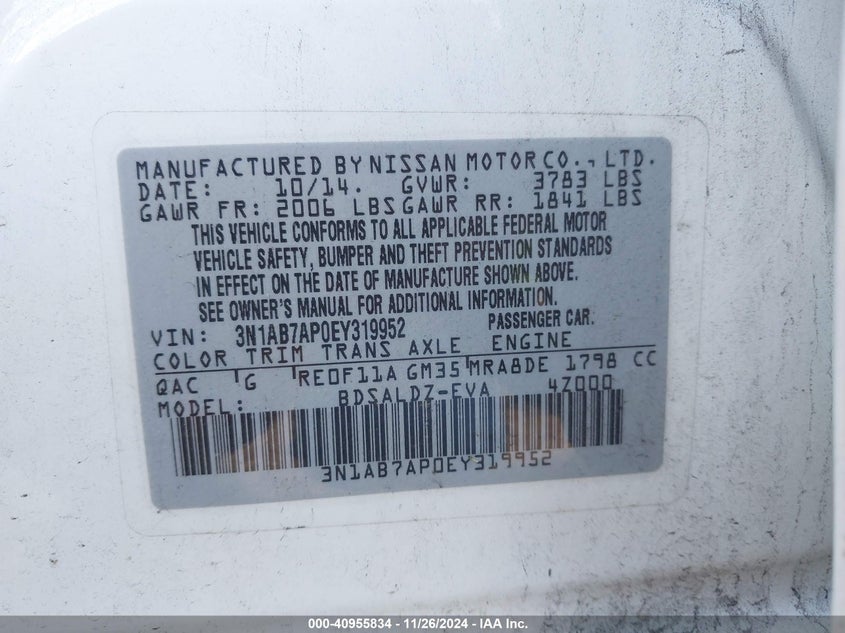 MANUFACTURED BY NISSAN MOTOR CO., LTD.
DATE: 10/14. GVWR: 3783 LBS
GAWR FR: 2006 LBS GAWR RR: 1841 LBS
THIS VEHICLE CONFORMS TO ALL APPLICABLE FEDERAL MOTOR
VEHICLE SAFETY, BUMPER AND THEFT PREVENTION STANDARDS
IN EFFECT ON THE DATE OF MANUFACTURE SHOWN ABOVE.
SEE OWNER'S MANUAL FOR ADDITIONAL INFORMATION.
VIN: 3N1AB7AP0EY319952 PASSENGER CAR.
COLOR TRIM TRANS AXLE ENGINE
QAC G RE0F11A GM35 MRA8DE 1798 CC
MODEL: BDSALDZ-EVA 4Z000
3N1AB7AP0EY319952
000-40955834 - 11/26/2024 - IAA Inc.